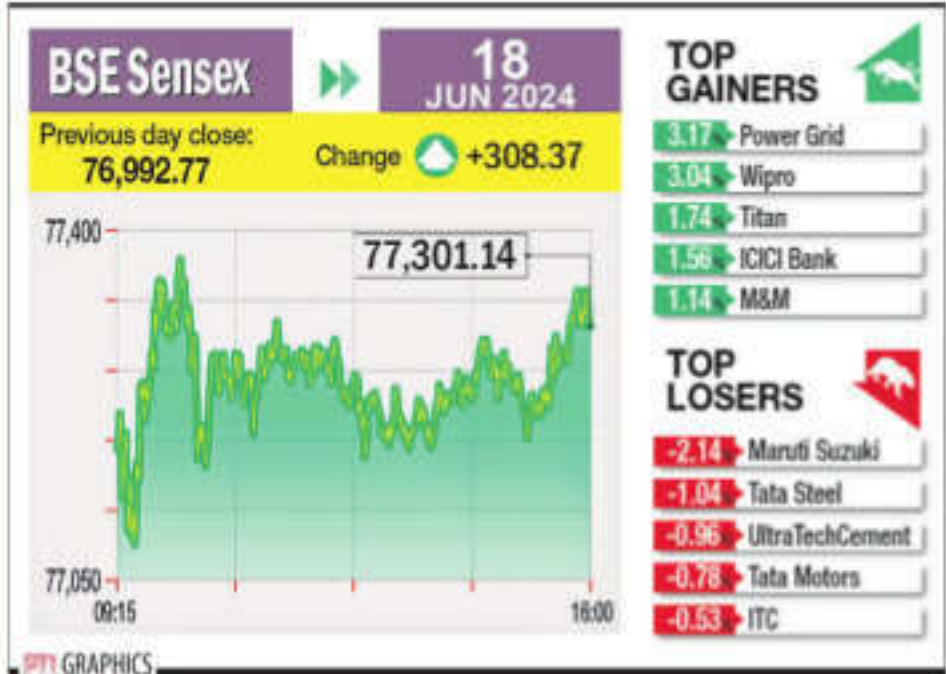 BSE Sensex
18
JUN 2024
Previous day close:
76,992.77
Change +308.37
77,400
77,301.14
77,050
09:15
16:00
TOP
GAINERS
3.17% Power Grid
3.04% Wipro
1.74% Titan
1.56% ICICI Bank
1.14% M&M
TOP
LOSERS
-2.14% Maruti Suzuki
-1.04% Tata Steel
-0.96% UltraTechCement
-0.78% Tata Motors
-0.53% ITC
PTI GRAPHICS